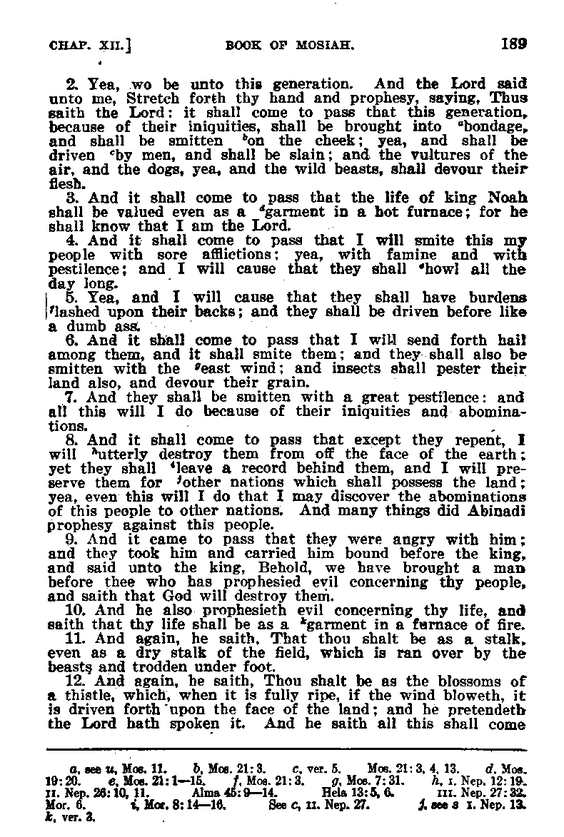 CHAP. XII.] BOOK OF MOSIAH. 189
2. Yea, wo be unto this generation. And the Lord said
unto me, Stretch forth thy hand and prophesy, saying, Thus
saith the Lord: it shall come to pass that this generation,
because of their iniquities, shall be brought into ᵃbondage,
and shall be smitten ᵇon the cheek; yea, and shall be
driven ᶜby men, and shall be slain; and the vultures of the
air, and the dogs, yea, and the wild beasts, shall devour their
flesh.
3. And it shall come to pass that the life of king Noah
shall be valued even as a ᵈgarment in a hot furnace; for he
shall know that I am the Lord.
4. And it shall come to pass that I will smite this my
people with sore afflictions; yea, with famine and with
pestilence; and I will cause that they shall ᵉhowl all the
day long.
5. Yea, and I will cause that they shall have burdens
ᶠlashed upon their backs; and they shall be driven before like
a dumb ass.
6. And it shall come to pass that I will send forth hail
among them, and it shall smite them; and they shall also be
smitten with the ᵍeast wind; and insects shall pester their
land also, and devour their grain.
7. And they shall be smitten with a great pestilence: and
all this will I do because of their iniquities and abomina-
tions.
8. And it shall come to pass that except they repent, I
will ʰutterly destroy them from off the face of the earth;
yet they shall ⁱleave a record behind them, and I will pre-
serve them for ʲother nations which shall possess the land;
yea, even this will I do that I may discover the abominations
of this people to other nations. And many things did Abinadi
prophesy against this people.
9. And it came to pass that they were angry with him;
and they took him and carried him bound before the king,
and said unto the king, Behold, we have brought a man
before thee who has prophesied evil concerning thy people,
and saith that God will destroy them.
10. And he also prophesieth evil concerning thy life, and
saith that thy life shall be as a ᵏgarment in a furnace of fire.
11. And again, he saith, That thou shalt be as a stalk,
even as a dry stalk of the field, which is ran over by the
beasts and trodden under foot.
12. And again, he saith, Thou shalt be as the blossoms of
a thistle, which, when it is fully ripe, if the wind bloweth, it
is driven forth upon the face of the land; and he pretendeth
the Lord hath spoken it. And he saith all this shall come
a, see u, Mos. 11. b, Mos. 21:3. c, ver. 5. Mos. 21:3, 4, 13. d, Mos.
19:20. e, Mos. 21:1—15. f, Mos. 21:3. g, Mos. 7:31. h, I. Nep. 12:19.
II. Nep. 26:10, 11. Alma 45:9—14. Hela 13:5, 6. III. Nep. 27:32.
Mor. 6. i, Mor. 8:14—16. See c, II. Nep. 27. j, see s I. Nep. 13.
k, ver. 3.